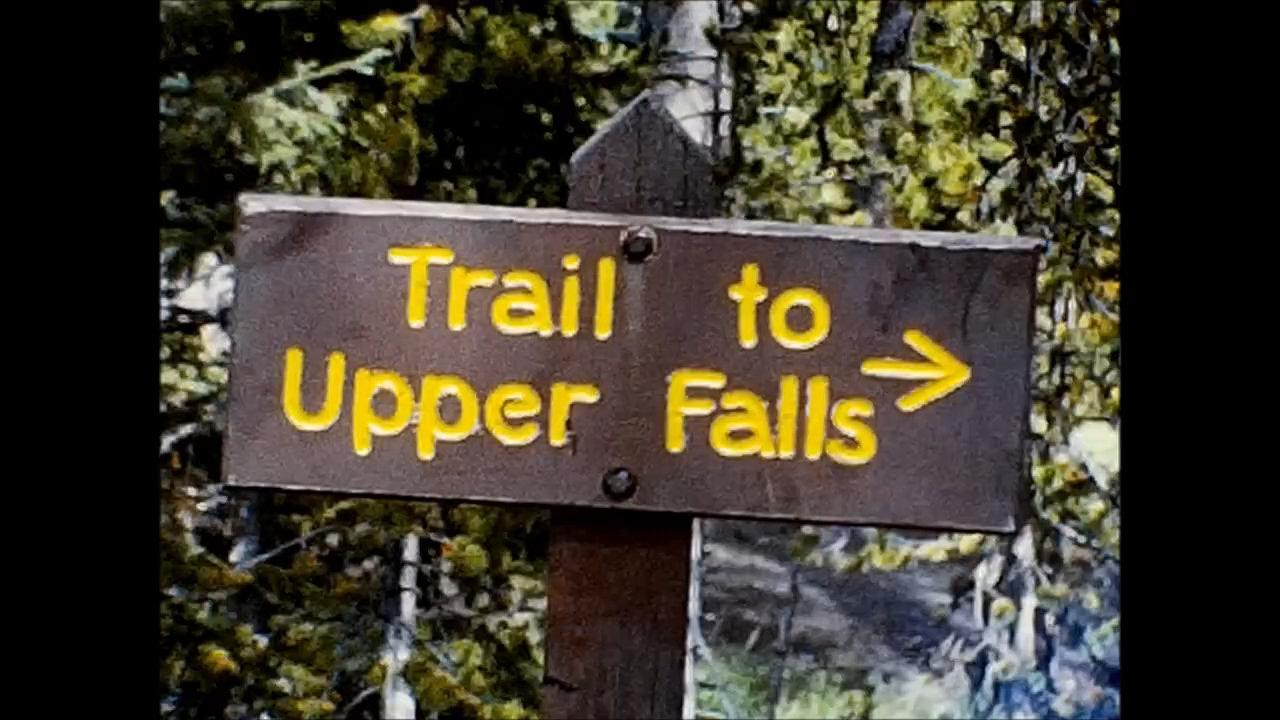 Trail to
Upper Falls →